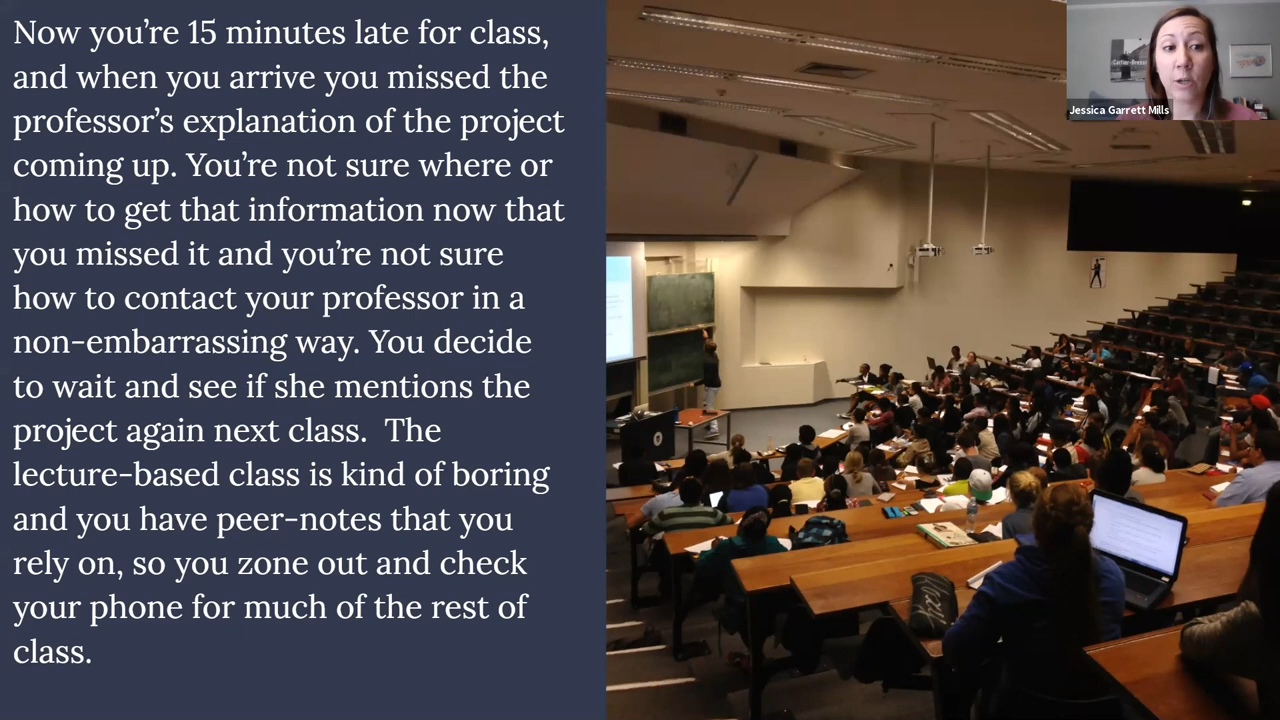 Now you’re 15 minutes late for class,
and when you arrive you missed the
professor’s explanation of the project
coming up. You’re not sure where or
how to get that information now that
you missed it and you’re not sure
how to contact your professor in a
non-embarrassing way. You decide
to wait and see if she mentions the
project again next class.  The
lecture-based class is kind of boring
and you have peer-notes that you
rely on, so you zone out and check
your phone for much of the rest of
class.
Jessica Garrett Mills